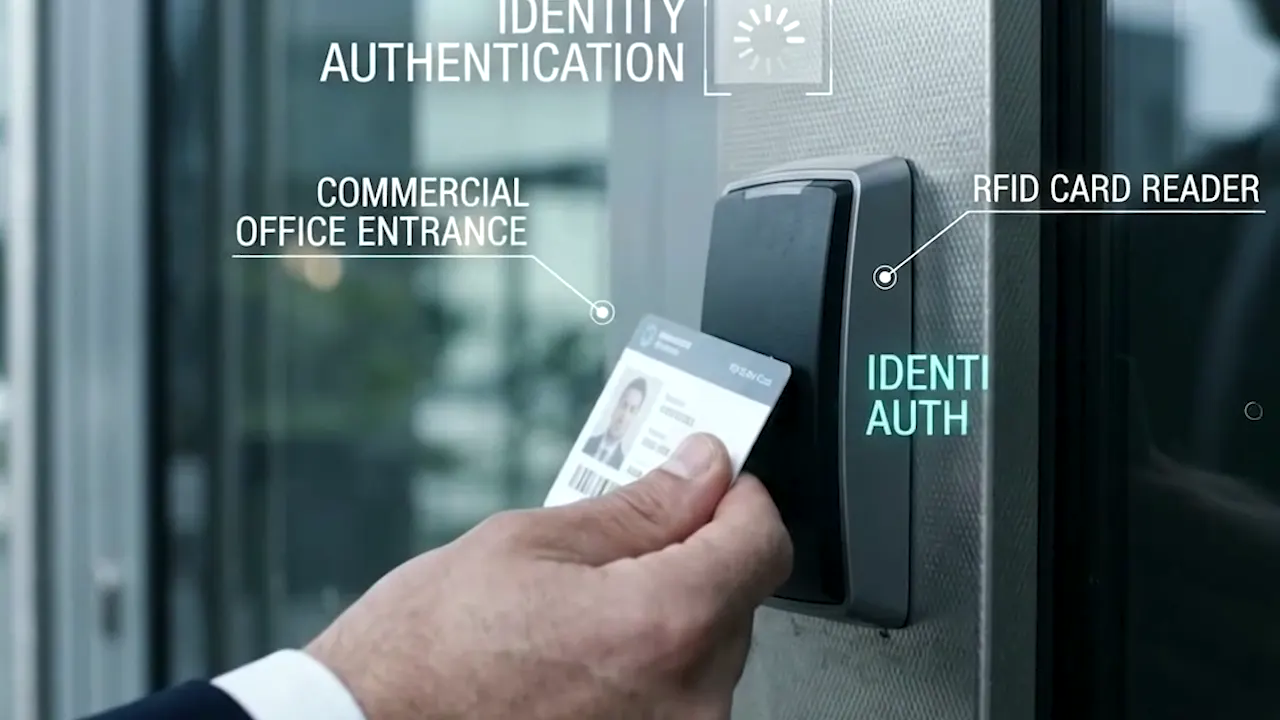 IDENTITY
AUTHENTICATION
COMMERCIAL
OFFICE ENTRANCE
RFID CARD READER
IDENTI
AUTH